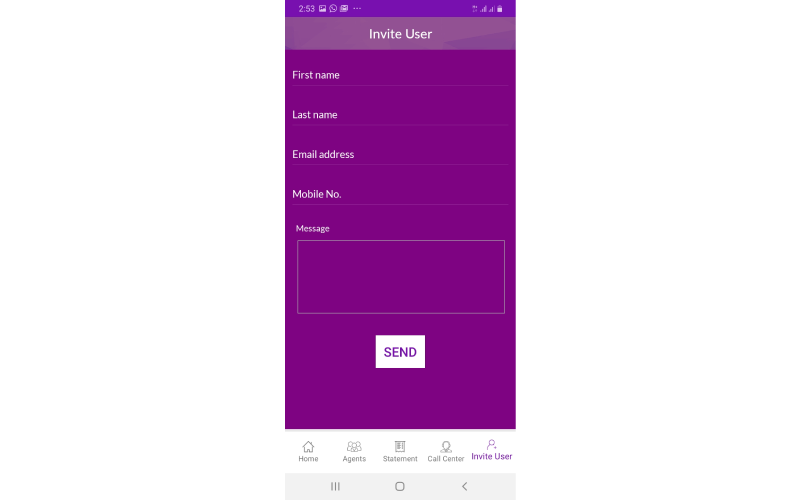 2:53
Invite User
First name
Last name
Email address
Mobile No.
Message
SEND
Home Agents Statement Call Center Invite User